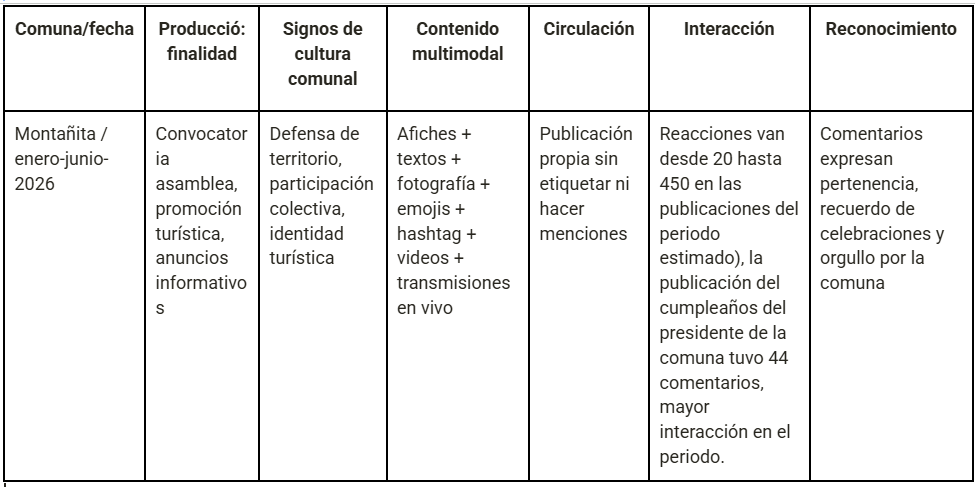 Comuna/fecha
Producció:
finalidad
Signos de
cultura
comunal
Contenido
multimodal
Circulación
Interacción
Reconocimiento
Montañita /
enero-junio-
2026
Convocator
ia
asamblea,
promoción
turística,
anuncios
informativo
s
Defensa de
territorio,
participación
colectiva,
identidad
turística
Afiches +
textos +
fotografía +
emojis +
hashtag +
videos +
transmisiones
en vivo
Publicación
propia sin
etiquetar ni
hacer
menciones
Reacciones van
desde 20 hasta
450 en las
publicaciones del
periodo
estimado), la
publicación del
cumpleaños del
presidente de la
comuna tuvo 44
comentarios,
mayor
interacción en el
periodo.
Comentarios
expresan
pertenencia,
recuerdo de
celebraciones y
orgullo por la
comuna